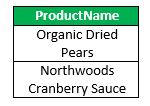 ProductName
Organic Dried
Pears
Northwoods
Cranberry Sauce